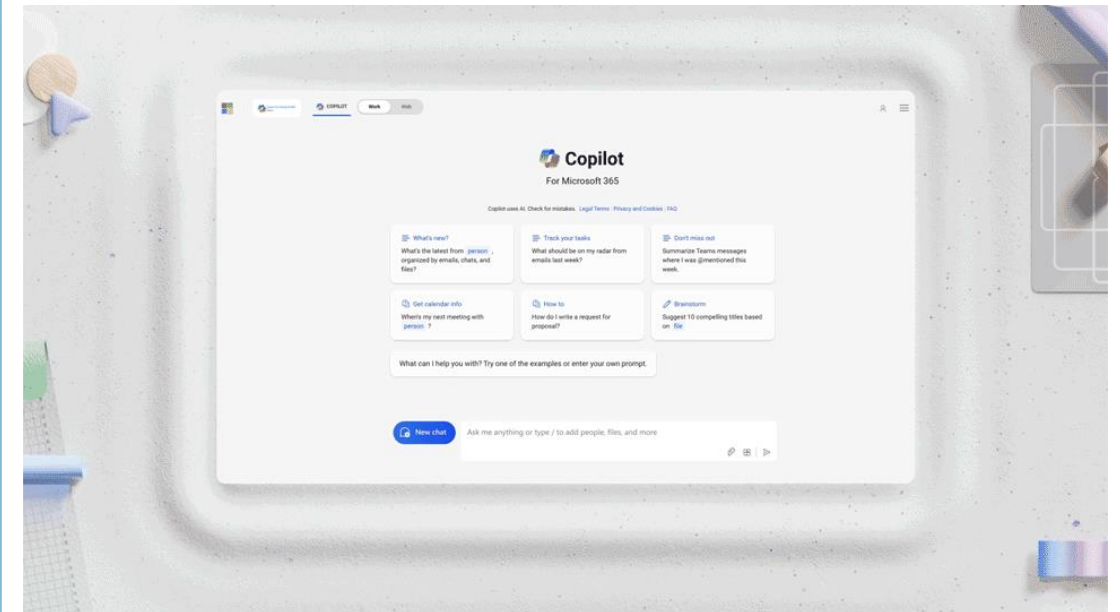 COPILOT
Work
Web
Copilot
For Microsoft 365
Copilot uses AI. Check for mistakes. Legal Terms | Privacy and Cookies | FAQ
What's new?
What's the latest from person ,
organized by emails, chats, and
files?
Track your tasks
What should be on my radar from
emails last week?
Don't miss out
Summarize Teams messages
where I was @mentioned this
week.
Get calendar info
When's my next meeting with
person ?
How to
How do I write a request for
proposal?
Brainstorm
Suggest 10 compelling titles based
on file
What can I help you with? Try one of the examples or enter your own prompt.
New chat
Ask me anything or type / to add people, files, and more